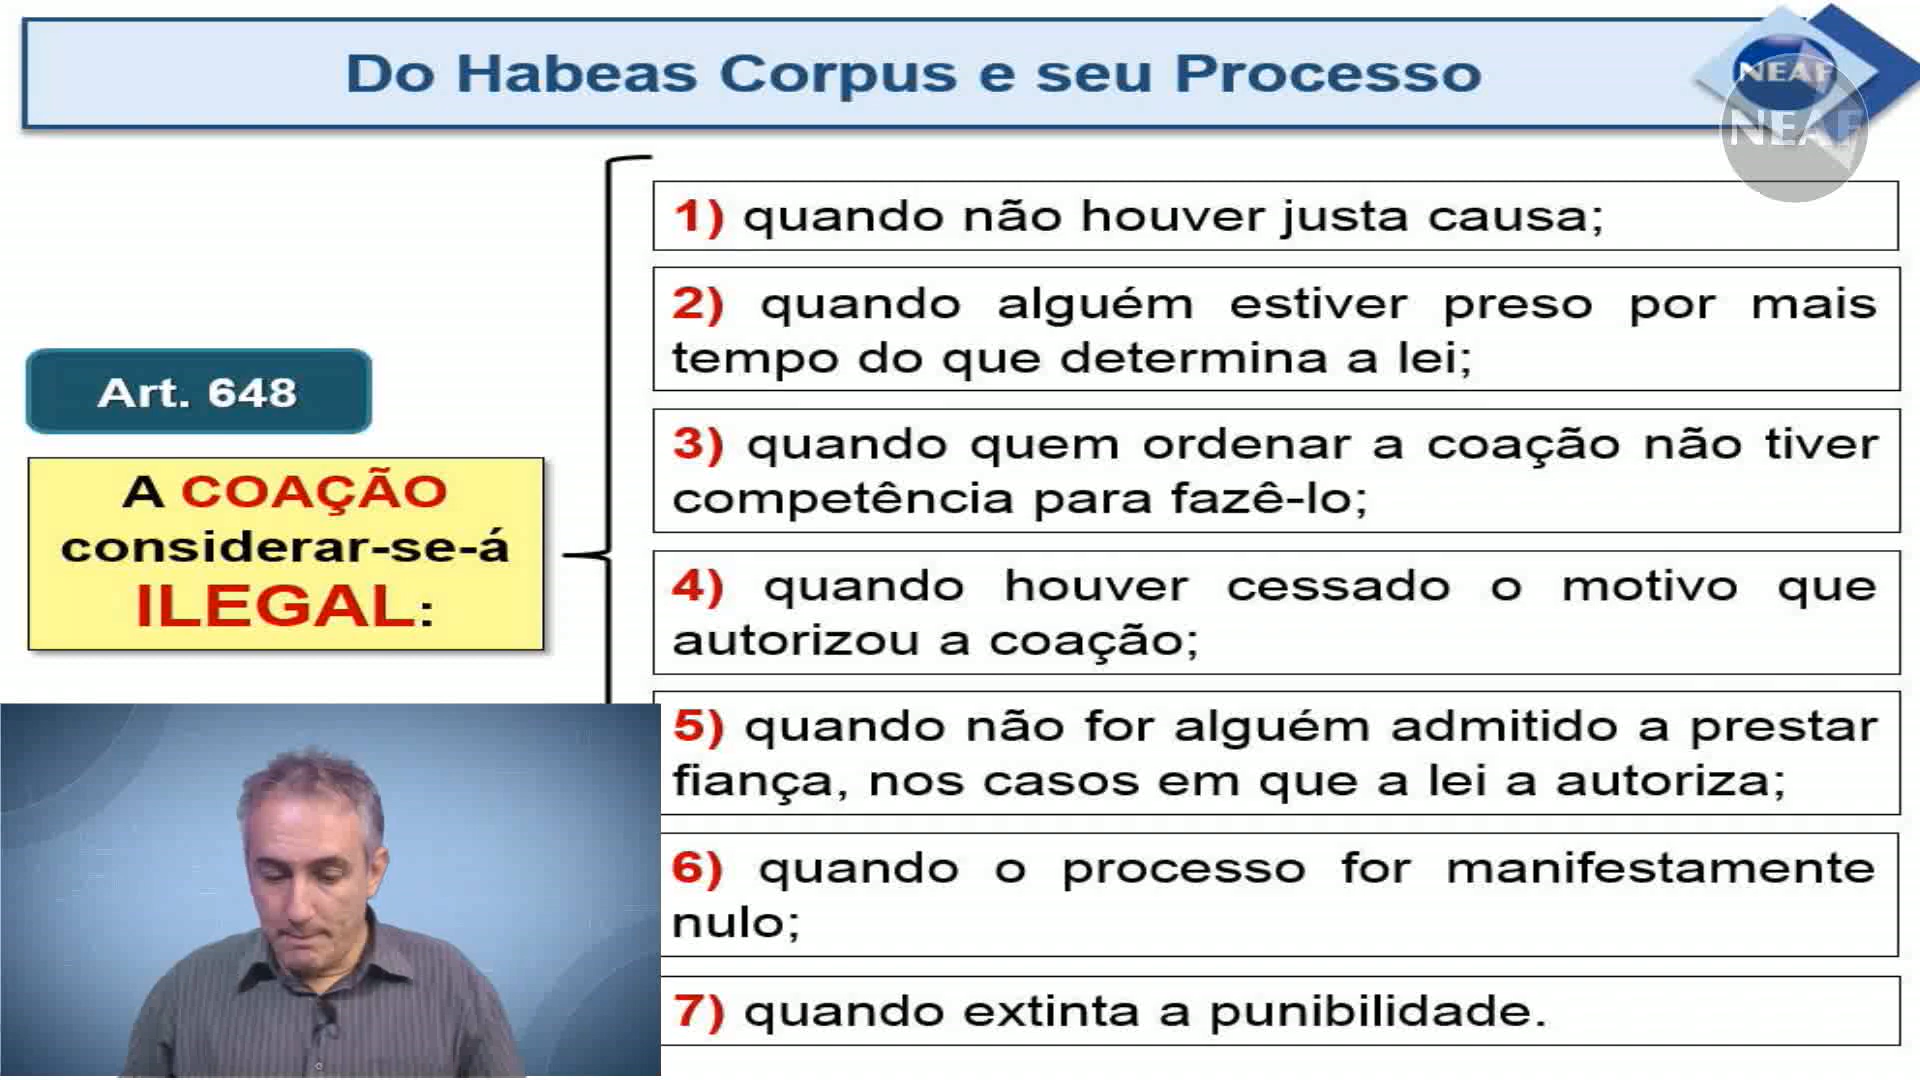 Do Habeas Corpus e seu Processo
NEAF
NEAF
Art. 648
A COAÇÃO
considerar-se-á
ILEGAL:
1) quando não houver justa causa;
2) quando alguém estiver preso por mais
tempo do que determina a lei;
3) quando quem ordenar a coação não tiver
competência para fazê-lo;
4) quando houver cessado o motivo que
autorizou a coação;
5) quando não for alguém admitido a prestar
fiança, nos casos em que a lei a autoriza;
6) quando o processo for manifestamente
nulo;
7) quando extinta a punibilidade.